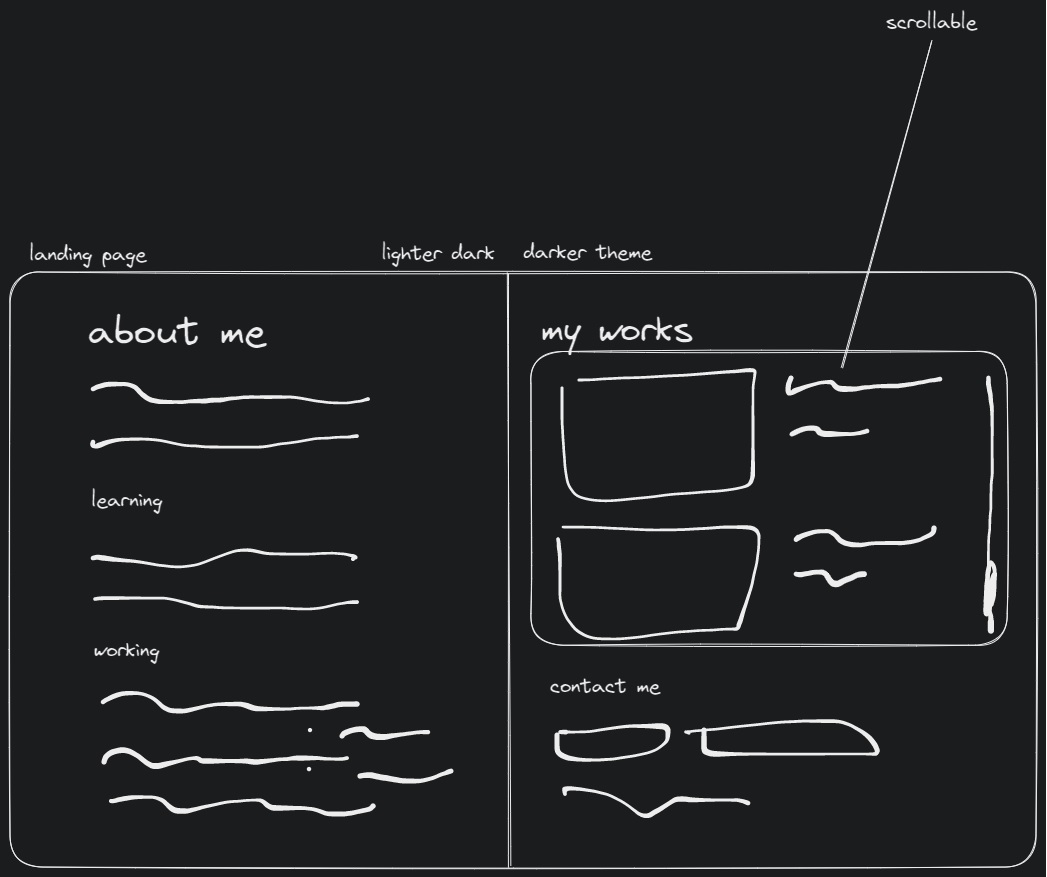 scrollable
landing page
lighter dark
darker theme
about me
learning
working
my works
contact me